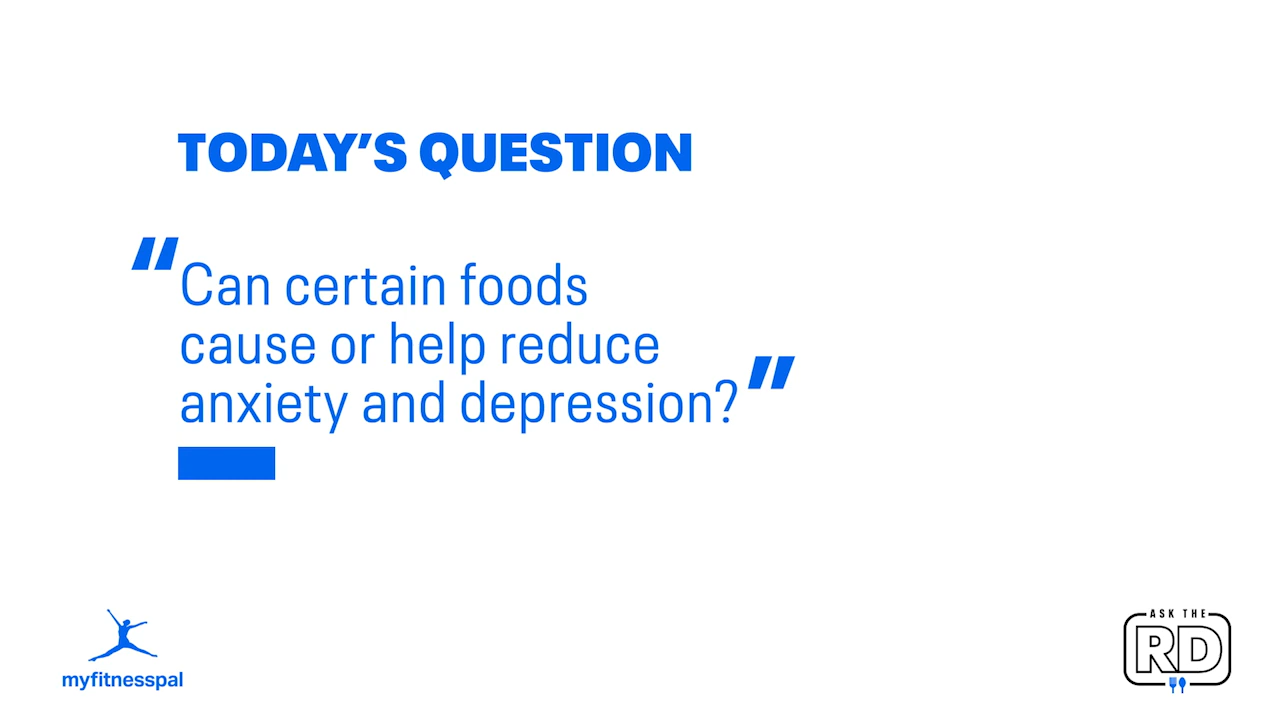 TODAY’S QUESTION
“Can certain foods
cause or help reduce
anxiety and depression?”
myfitnesspal
ASK THE
RD